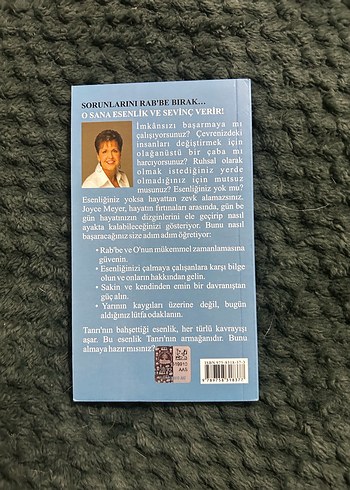 SORUNLARINI RAB'BE BIRAK...
O SANA ESENLİK VE SEVİNÇ VERİR!
İmkânsızı başarmaya mı
çalışıyorsunuz? Çevrenizdeki
insanları değiştirmek için
olağanüstü bir çaba mı
harcıyorsunuz? Ruhsal olarak
olmak istediğiniz yerde
olmadığınız için mutsuz
musunuz? Esenliğiniz yok mu?
Esenliğiniz yoksa hayattan zevk alamazsınız.
Joyce Meyer, hayatın fırtınaları arasında, gün be
gün hayatınızın dizginlerini ele geçirip nasıl
ayakta kalabileceğinizi gösteriyor. Bunu nasıl
başaracağınız size adım adım öğretiyor:
• Rab'be ve O'nun mükemmel zamanlamasına
güvenin.
• Esenliğinizi çalmaya çalışanlara karşı bilge
olun ve onların hakkından gelin.
• Sakin ve kendinden emin bir davranıştan
güç alın.
• Yarının kaygıları üzerine değil, bugün
aldığınız lütfa odaklanın.
Tanrı'nın bahşettiği esenlik, her türlü kavrayışı
aşar. Bu esenlik Tanrı'nın armağanıdır. Bunu
almaya hazır mısınız?